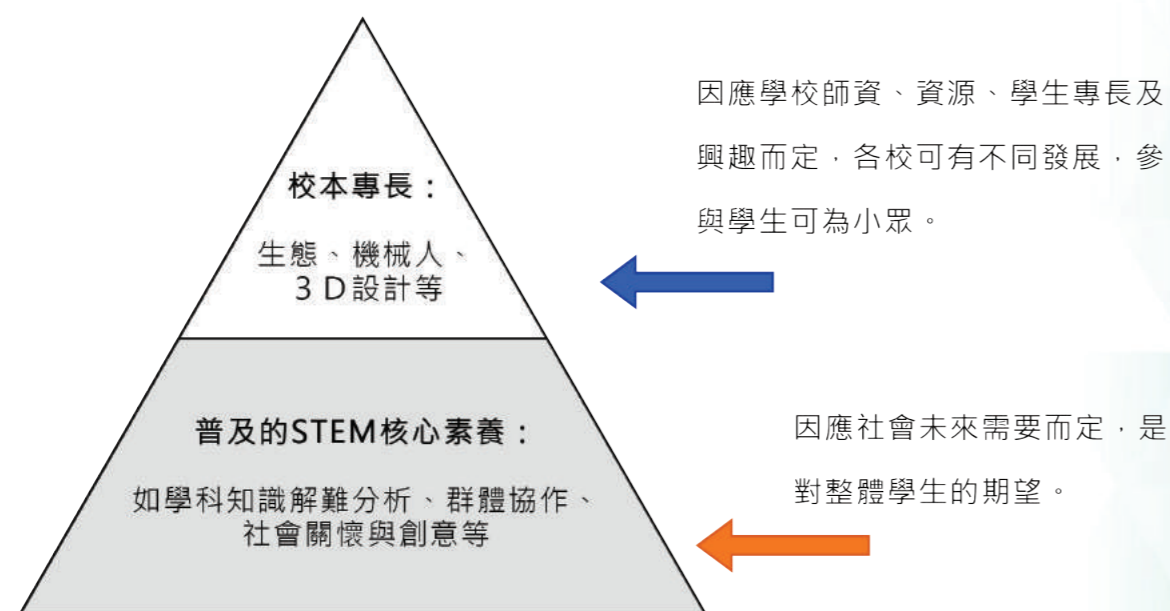 因應學校師資、資源、學生專長及
興趣而定，各校可有不同發展，參
與學生可為小眾。
校本專長：
生態、機械人、
3D設計等
普及的STEM核心素養：
如學科知識解難分析、群體協作、
社會關懷與創意等
因應社會未來需要而定，是
對整體學生的期望。